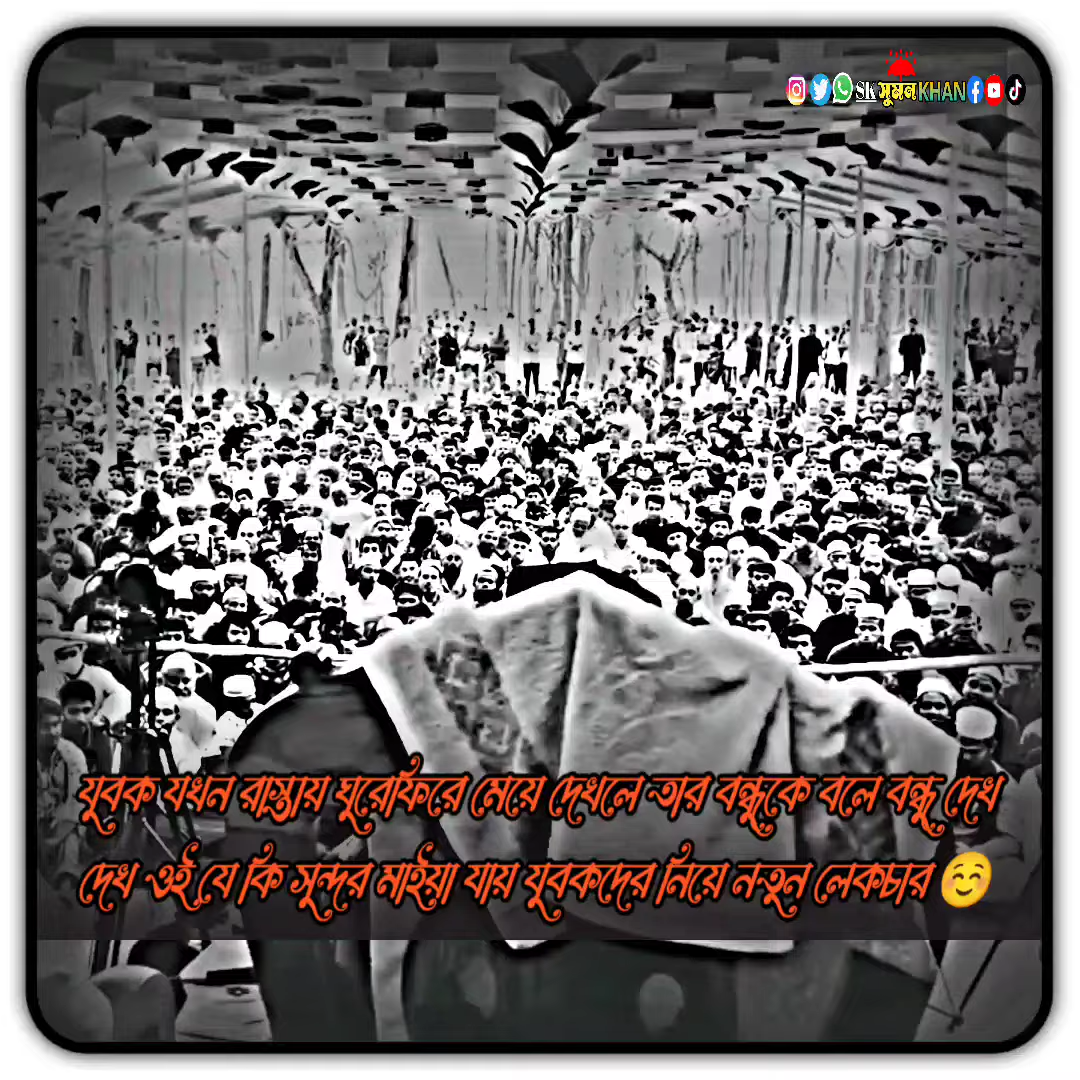 Sk সুমন KHAN
যুবক যখন রাস্তায় ঘুরেফিরে মেয়ে দেখলে তার বন্ধুকে বলে বন্ধু দেখ
দেখ ওই যে কি সুন্দর মাইয়া যায় যুবকদের নিয়ে নতুন লেকচার ☺️